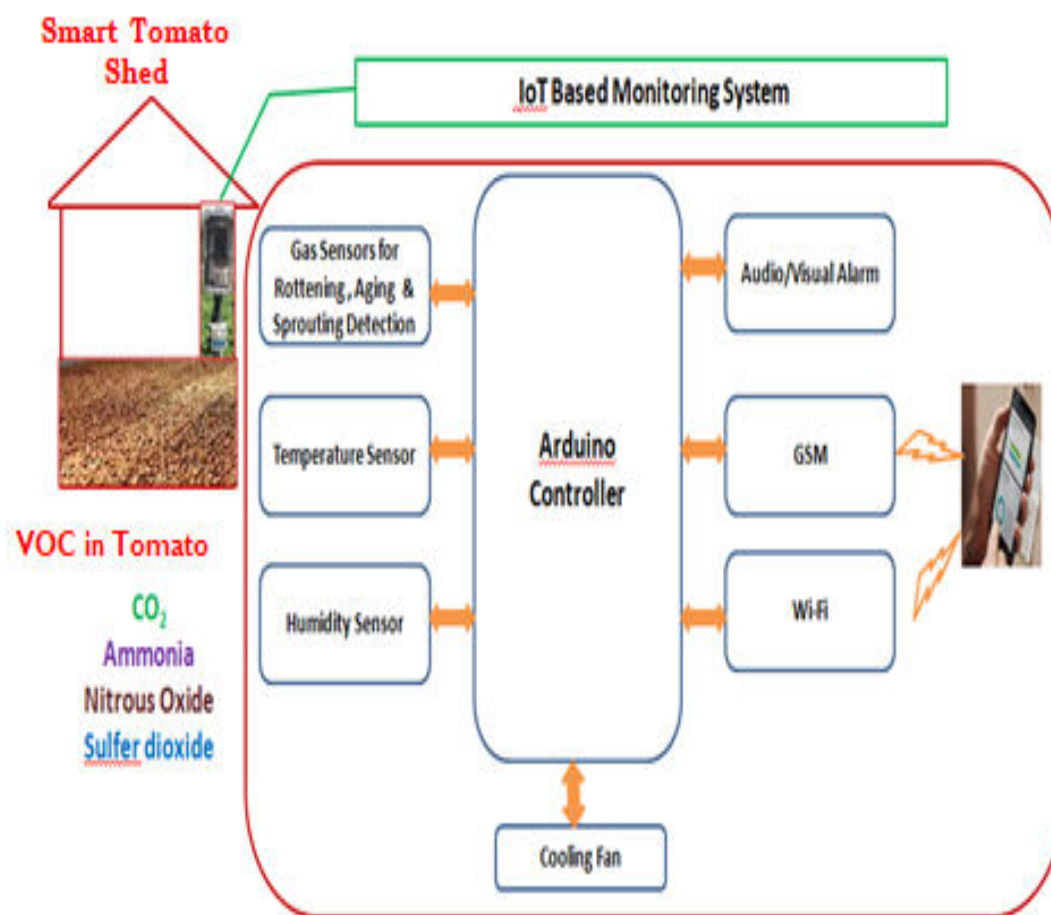 Smart Tomato
Shed
IoT Based Monitoring System
Gas Sensors for
Rottening , Aging &
Sprouting Detection
Temperature Sensor
Humidity Sensor
Arduino
Controller
Audio/Visual Alarm
GSM
Wi-Fi
Cooling Fan
VOC in Tomato
CO₂
Ammonia
Nitrous Oxide
Sulfer dioxide